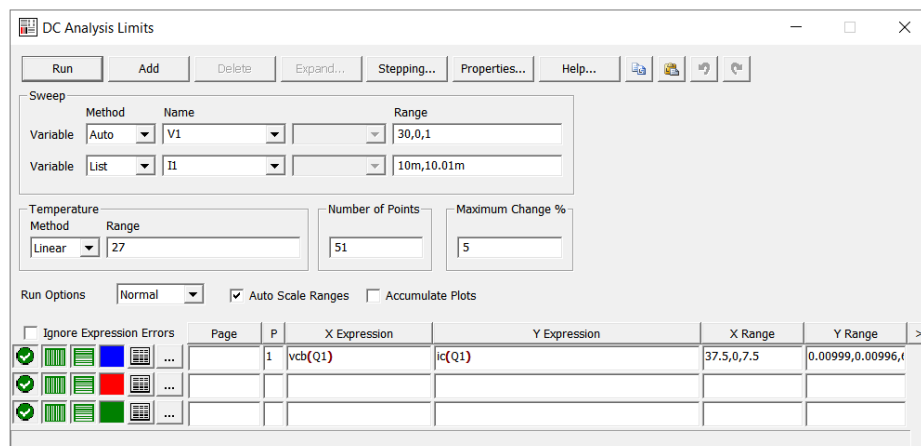 DC Analysis Limits
Run Add Delete Expand... Stepping... Properties... Help...
Sweep
Method Name Range
Variable Auto V1 30,0,1
Variable List I1 10m,10.01m
Temperature Number of Points Maximum Change %
Method Range
Linear 27 51 5
Run Options Normal Auto Scale Ranges Accumulate Plots
Ignore Expression Errors Page P X Expression Y Expression X Range Y Range >
... 1 vcb(Q1) ic(Q1) 37.5,0,7.5 0.00999,0.00996,
...
...